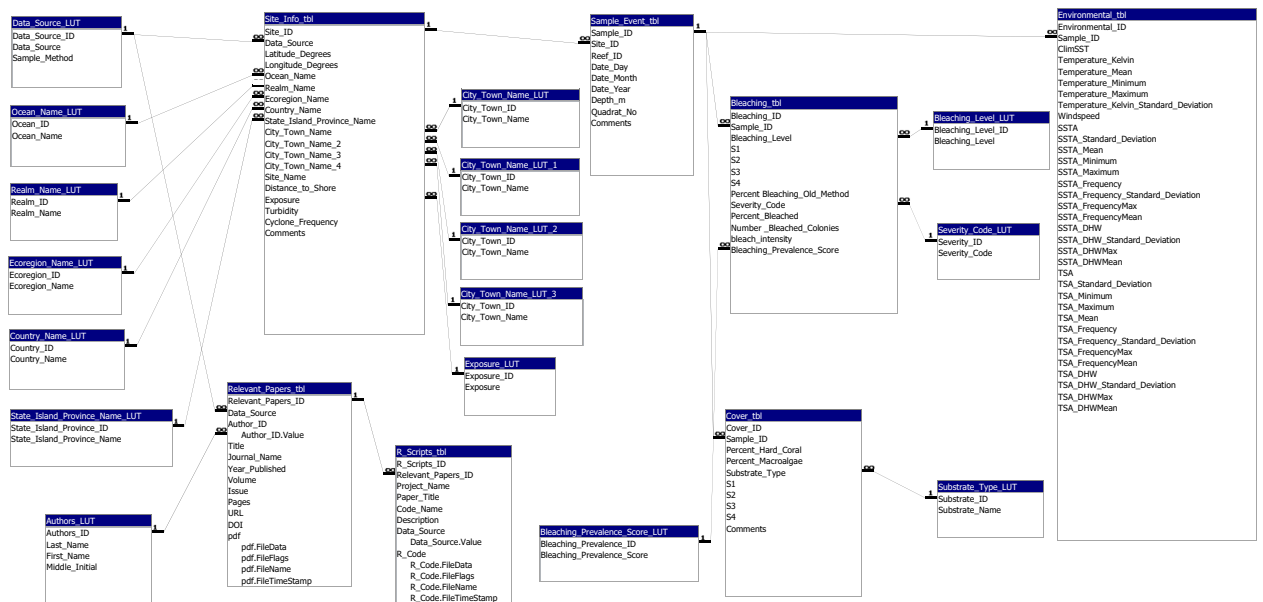 Data_Source_LUT
Data_Source_ID
Data_Source
Sample_Method
Ocean_Name_LUT
Ocean_ID
Ocean_Name
Realm_Name_LUT
Realm_ID
Realm_Name
Ecoregion_Name_LUT
Ecoregion_ID
Ecoregion_Name
Country_Name_LUT
Country_ID
Country_Name
State_Island_Province_Name_LUT
State_Island_Province_ID
State_Island_Province_Name
Authors_LUT
Authors_ID
Last_Name
First_Name
Middle_Initial
Site_Info_tbl
Site_ID
Data_Source
Latitude_Degrees
Longitude_Degrees
Ocean_Name
Realm_Name
Ecoregion_Name
Country_Name
State_Island_Province_Name
City_Town_Name
City_Town_Name_2
City_Town_Name_3
City_Town_Name_4
Site_Name
Distance_to_Shore
Exposure
Turbidity
Cyclone_Frequency
Comments
Relevant_Papers_tbl
Relevant_Papers_ID
Data_Source
Author_ID
Author_ID.Value
Title
Journal_Name
Year_Published
Volume
Issue
Pages
URL
DOI
pdf
pdf.FileData
pdf.FileFlags
pdf.FileName
pdf.FileTimeStamp
R_Scripts_tbl
R_Scripts_ID
Relevant_Papers_ID
Project_Name
Paper_Title
Code_Name
Description
Data_Source
Data_Source.Value
R_Code
R_Code.FileData
R_Code.FileFlags
R_Code.FileName
R_Code.FileTimeStamp
City_Town_Name_LUT
City_Town_ID
City_Town_Name
City_Town_Name_LUT_1
City_Town_ID
City_Town_Name
City_Town_Name_LUT_2
City_Town_ID
City_Town_Name
City_Town_Name_LUT_3
City_Town_ID
City_Town_Name
Exposure_LUT
Exposure_ID
Exposure
Sample_Event_tbl
Sample_ID
Site_ID
Reef_ID
Date_Day
Date_Month
Date_Year
Depth_m
Quadrat_No
Comments
Bleaching_Prevalence_Score_LUT
Bleaching_Prevalence_ID
Bleaching_Prevalence_Score
Bleaching_tbl
Bleaching_ID
Sample_ID
Bleaching_Level
S1
S2
S3
S4
Percent Bleaching_Old_Method
Severity_Code
Percent_Bleached
Number _Bleached_Colonies
bleach_intensity
Bleaching_Prevalence_Score
Cover_tbl
Cover_ID
Sample_ID
Percent_Hard_Coral
Percent_Macroalgae
Substrate_Type
S1
S2
S3
S4
Comments
Bleaching_Level_LUT
Bleaching_Level_ID
Bleaching_Level
Severity_Code_LUT
Severity_ID
Severity_Code
Substrate_Type_LUT
Substrate_ID
Substrate_Name
Environmental_tbl
Environmental_ID
Sample_ID
ClimSST
Temperature_Kelvin
Temperature_Mean
Temperature_Minimum
Temperature_Maximum
Temperature_Kelvin_Standard_Deviation
Windspeed
SSTA
SSTA_Standard_Deviation
SSTA_Mean
SSTA_Minimum
SSTA_Maximum
SSTA_Frequency
SSTA_Frequency_Standard_Deviation
SSTA_FrequencyMax
SSTA_FrequencyMean
SSTA_DHW
SSTA_DHW_Standard_Deviation
SSTA_DHWMax
SSTA_DHWMean
TSA
TSA_Standard_Deviation
TSA_Minimum
TSA_Maximum
TSA_Mean
TSA_Frequency
TSA_Frequency_Standard_Deviation
TSA_FrequencyMax
TSA_FrequencyMean
TSA_DHW
TSA_DHW_Standard_Deviation
TSA_DHWMax
TSA_DHWMean